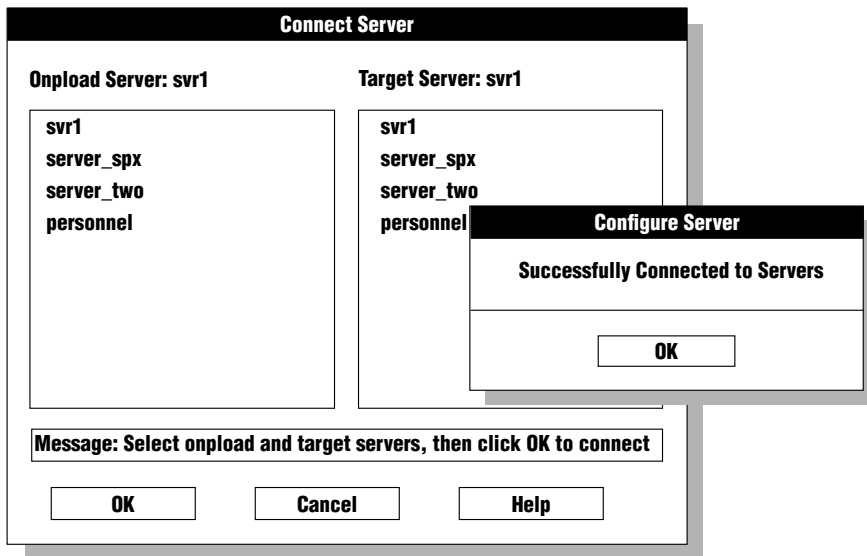 Connect Server
Onpload Server: svr1
Target Server: svr1
svr1
server_spx
server_two
personnel
svr1
server_spx
server_two
personnel
Configure Server
Successfully Connected to Servers
OK
Message: Select onpload and target servers, then click OK to connect
OK
Cancel
Help